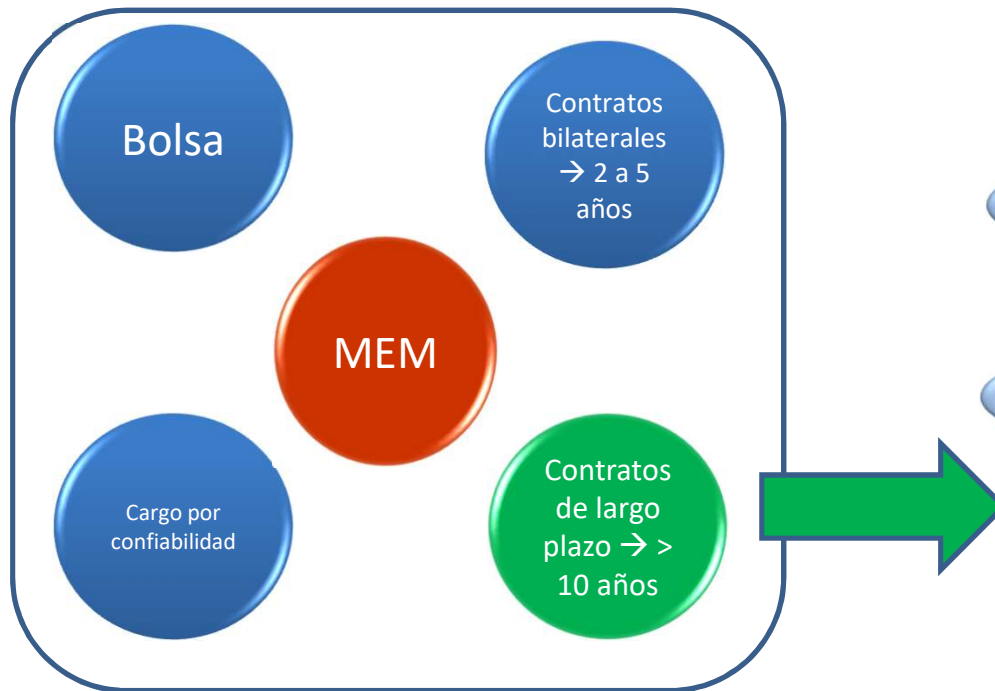 Bolsa
Contratos
bilaterales
→ 2 a 5
años
MEM
Cargo por
confiabilidad
Contratos
de largo
plazo → >
10 años